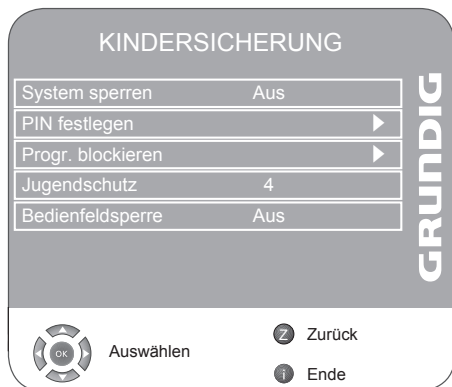 KINDERSICHERUNG
System sperren Aus
PIN festlegen
Progr. blockieren
Jugendschutz 4
Bedienfeldsperre Aus
GRUNDIG
OK Auswählen
Z Zurück
i Ende